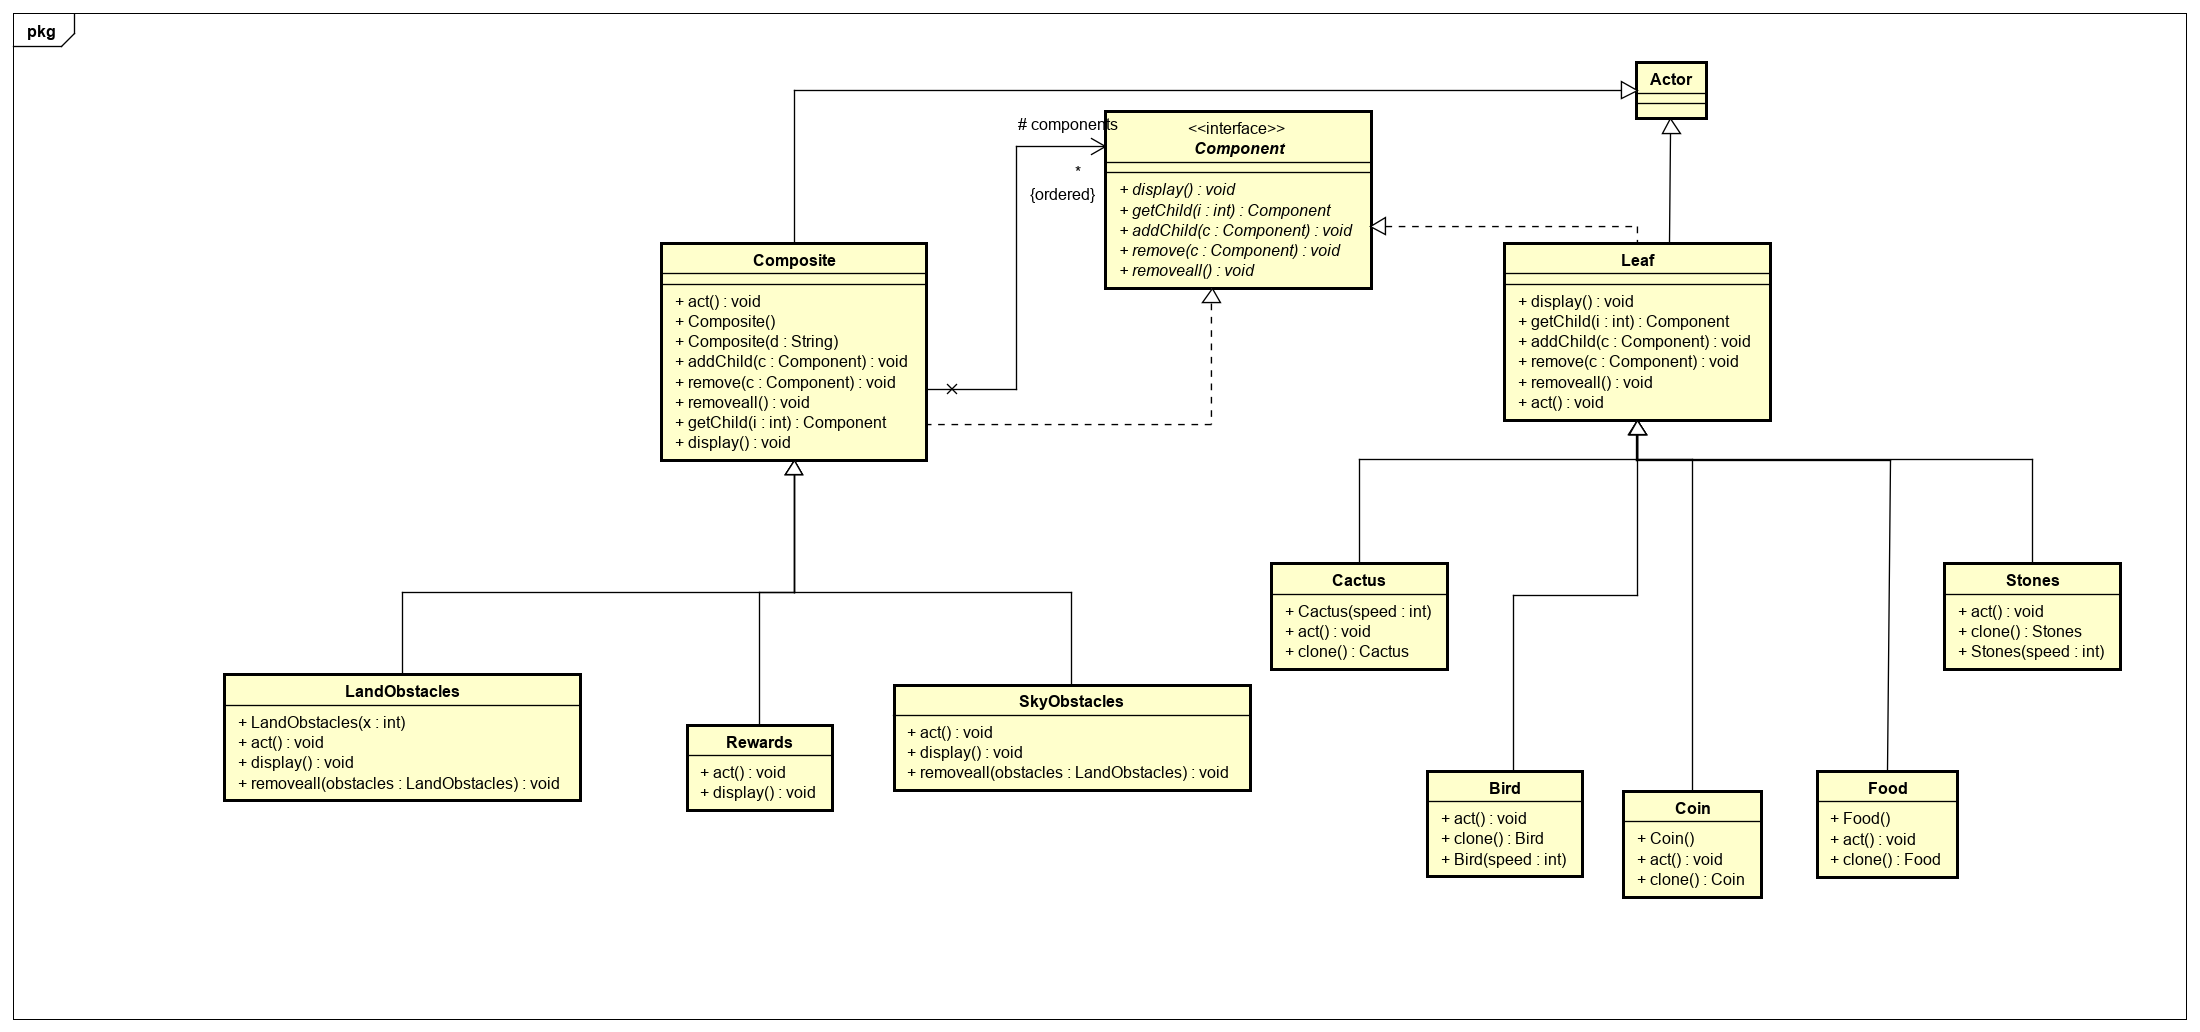 pkg
Actor
# components
*
{ordered}
<<interface>>
Component
+ display() : void
+ getChild(i : int) : Component
+ addChild(c : Component) : void
+ remove(c : Component) : void
+ removeall() : void
Composite
+ act() : void
+ Composite()
+ Composite(d : String)
+ addChild(c : Component) : void
+ remove(c : Component) : void
+ removeall() : void
+ getChild(i : int) : Component
+ display() : void
Leaf
+ display() : void
+ getChild(i : int) : Component
+ addChild(c : Component) : void
+ remove(c : Component) : void
+ removeall() : void
+ act() : void
LandObstacles
+ LandObstacles(x : int)
+ act() : void
+ display() : void
+ removeall(obstacles : LandObstacles) : void
Rewards
+ act() : void
+ display() : void
SkyObstacles
+ act() : void
+ display() : void
+ removeall(obstacles : LandObstacles) : void
Cactus
+ Cactus(speed : int)
+ act() : void
+ clone() : Cactus
Bird
+ act() : void
+ clone() : Bird
+ Bird(speed : int)
Coin
+ Coin()
+ act() : void
+ clone() : Coin
Food
+ Food()
+ act() : void
+ clone() : Food
Stones
+ act() : void
+ clone() : Stones
+ Stones(speed : int)